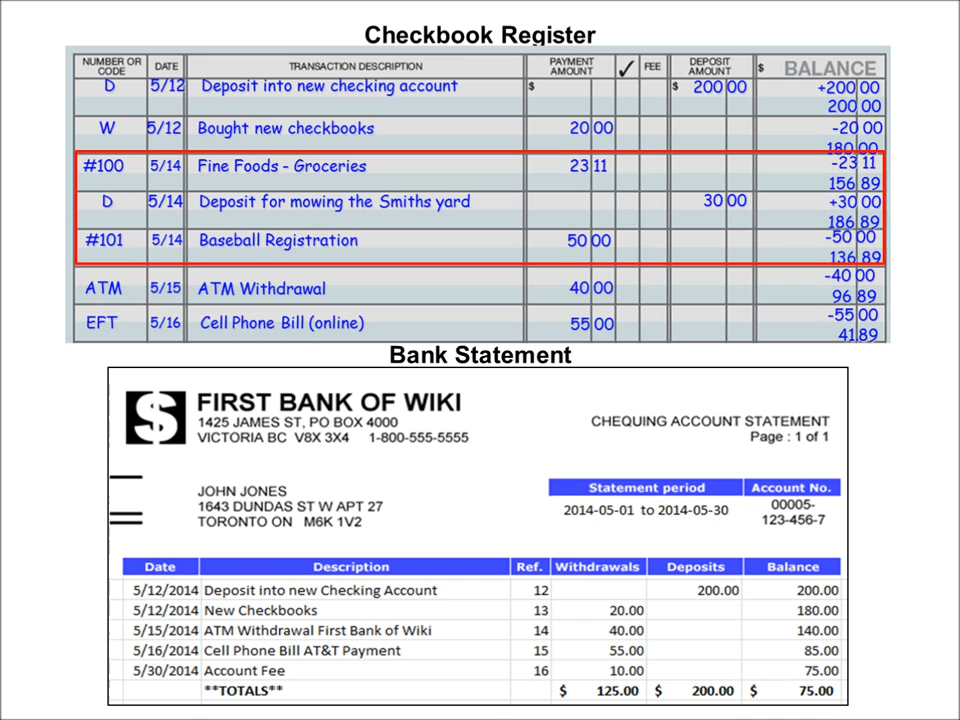 Checkbook Register
NUMBER OR CODE DATE TRANSACTION DESCRIPTION PAYMENT AMOUNT ✓ FEE DEPOSIT AMOUNT $ BALANCE
D 5/12 Deposit into new checking account $ $ 200 00 +200 00
200 00
W 5/12 Bought new checkbooks 20 00 -20 00
180 00
#100 5/14 Fine Foods - Groceries 23 11 -23 11
156 89
D 5/14 Deposit for mowing the Smiths yard 30 00 +30 00
186 89
#101 5/14 Baseball Registration 50 00 -50 00
136 89
ATM 5/15 ATM Withdrawal 40 00 -40 00
96 89
EFT 5/16 Cell Phone Bill (online) 55 00 -55 00
41.89
Bank Statement
$ FIRST BANK OF WIKI
1425 JAMES ST, PO BOX 4000
VICTORIA BC V8X 3X4 1-800-555-5555
CHEQUING ACCOUNT STATEMENT
Page : 1 of 1
JOHN JONES
1643 DUNDAS ST W APT 27
TORONTO ON M6K 1V2
Statement period Account No.
2014-05-01 to 2014-05-30 00005-
123-456-7
Date Description Ref. Withdrawals Deposits Balance
5/12/2014 Deposit into new Checking Account 12 200.00 200.00
5/12/2014 New Checkbooks 13 20.00 180.00
5/15/2014 ATM Withdrawal First Bank of Wiki 14 40.00 140.00
5/16/2014 Cell Phone Bill AT&T Payment 15 55.00 85.00
5/30/2014 Account Fee 16 10.00 75.00
**TOTALS** $ 125.00 $ 200.00 $ 75.00